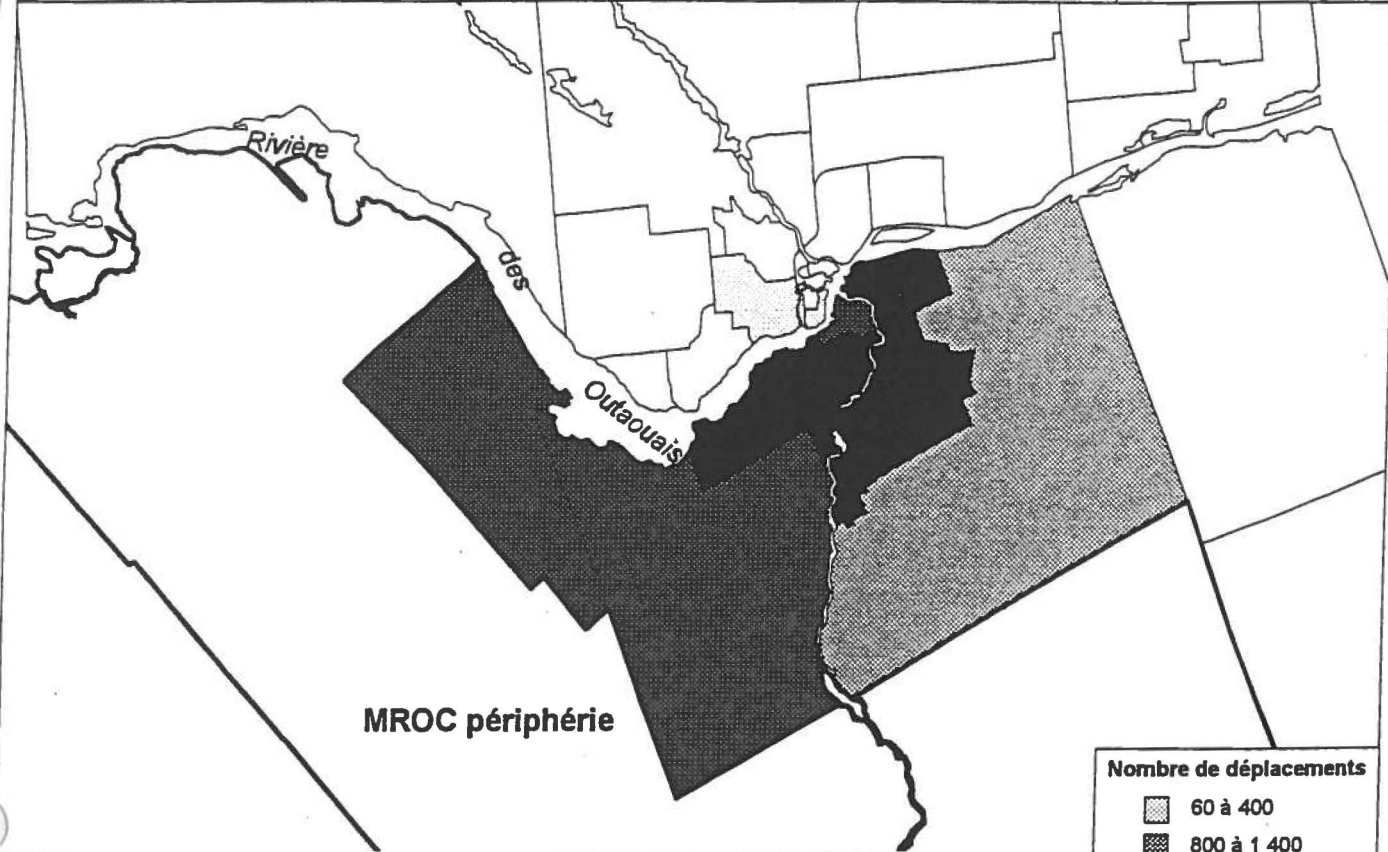 Rivière
des
Outaouais
MROC périphérie
Nombre de déplacements
60 à 400
800 à 1 400